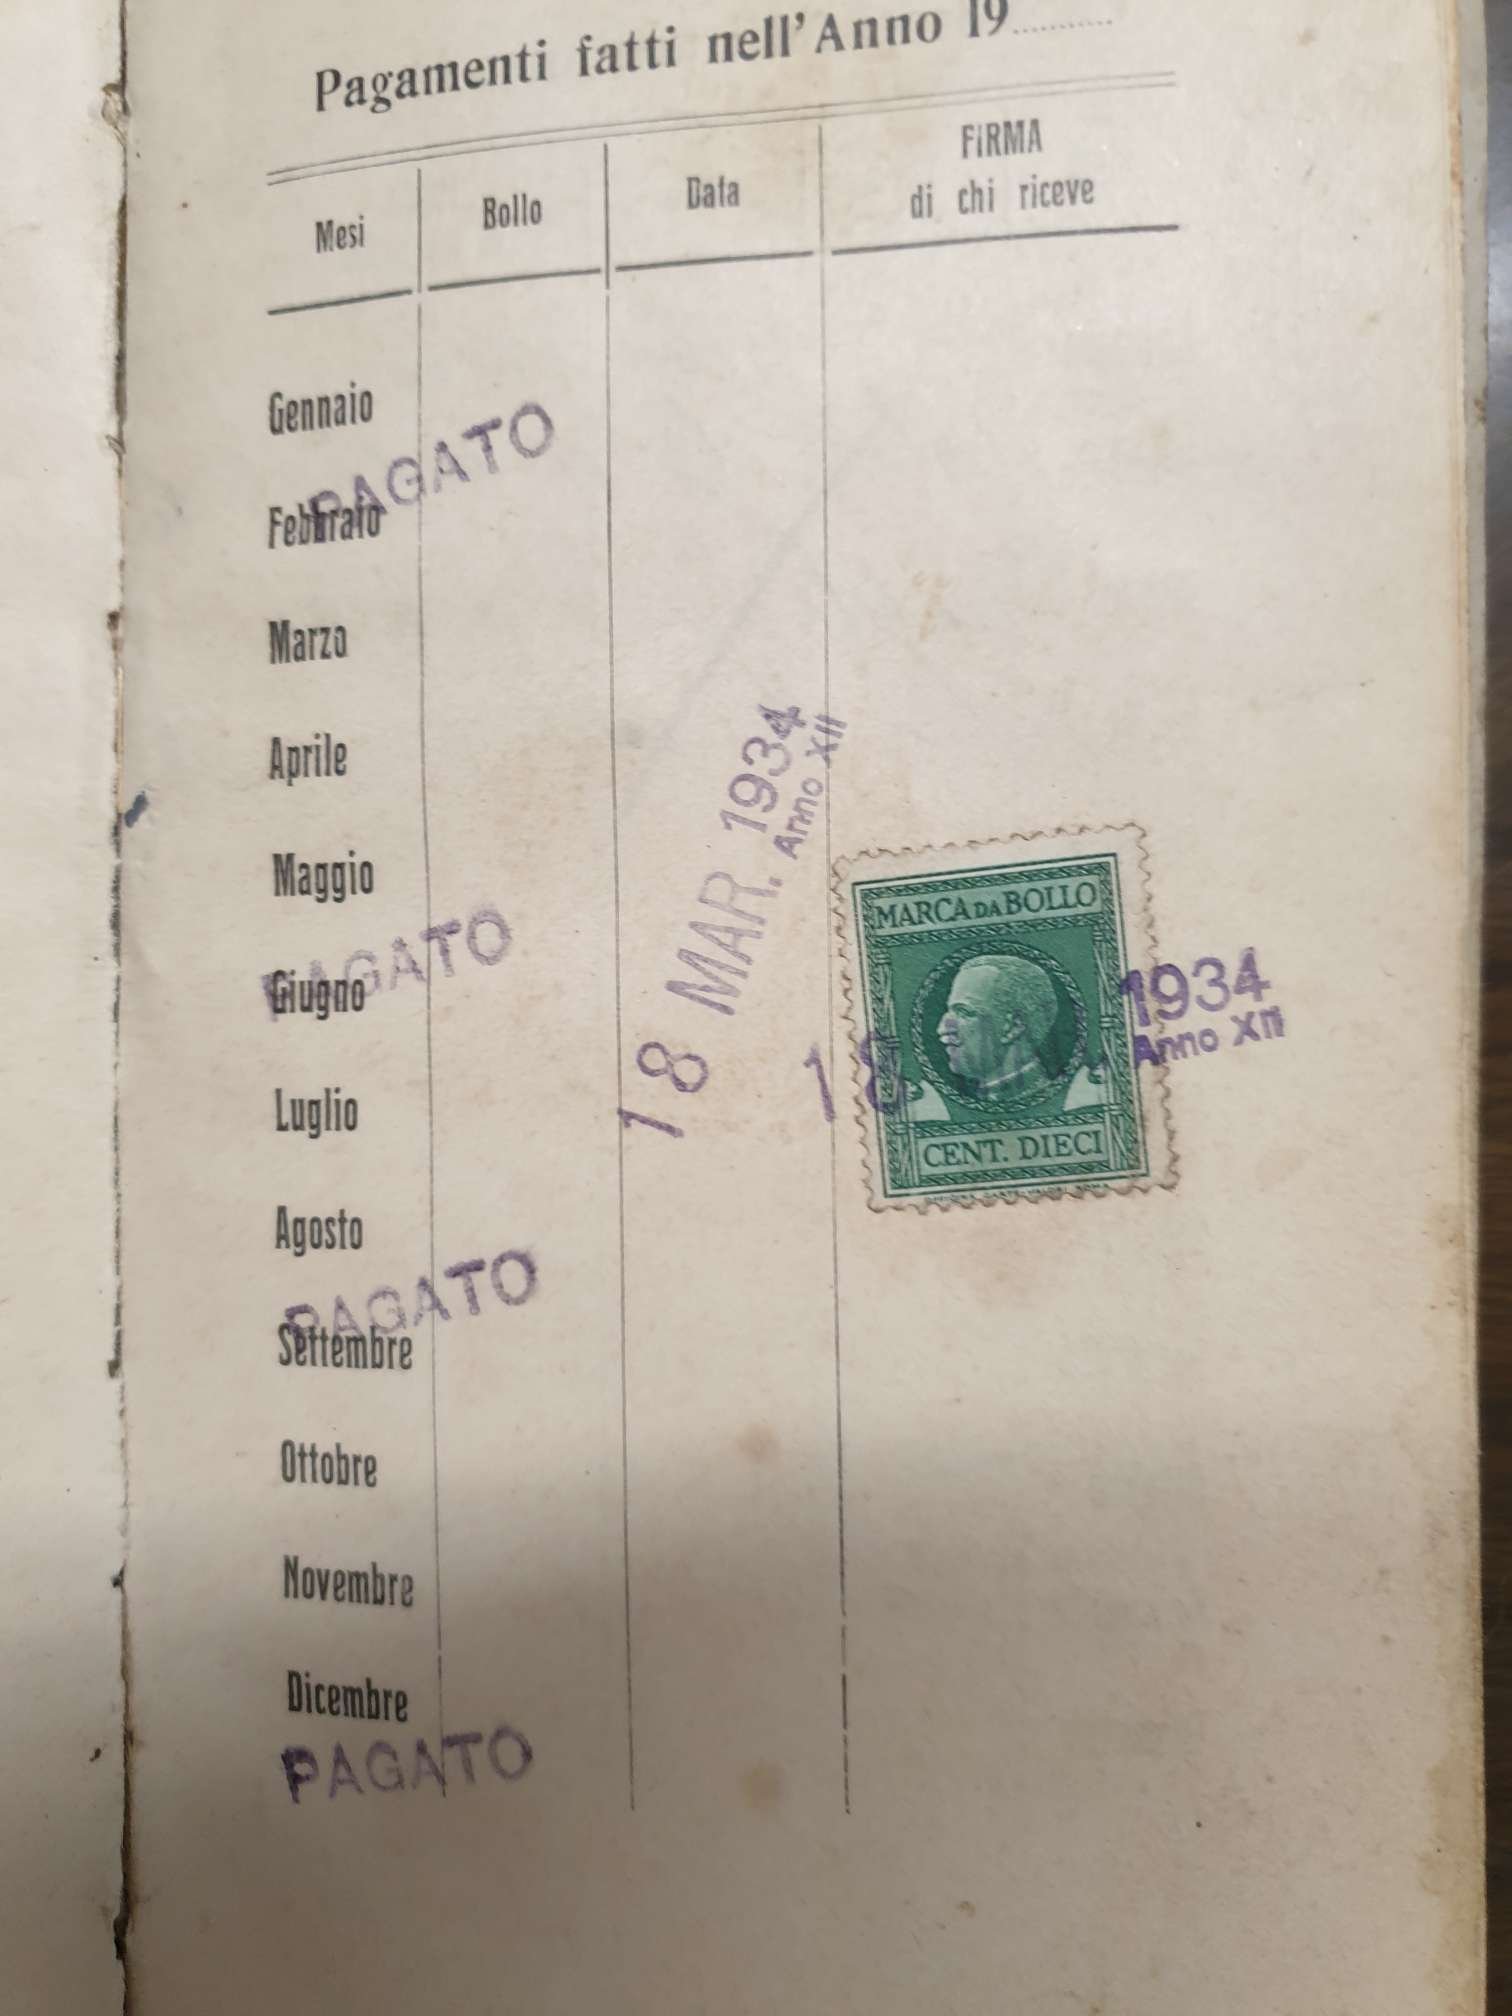 Pagamenti fatti nell'Anno 19..........
Mesi Bollo Data FIRMA
di chi riceve
Gennaio
PAGATO
Febbraio
Marzo
Aprile
Maggio
PAGATO
Giugno
Luglio
Agosto
PAGATO
Settembre
Ottobre
Novembre
Dicembre
PAGATO
18 MAR. 1934
Anno XII
MARCA DA BOLLO
18 1934
Anno XII
CENT. DIECI